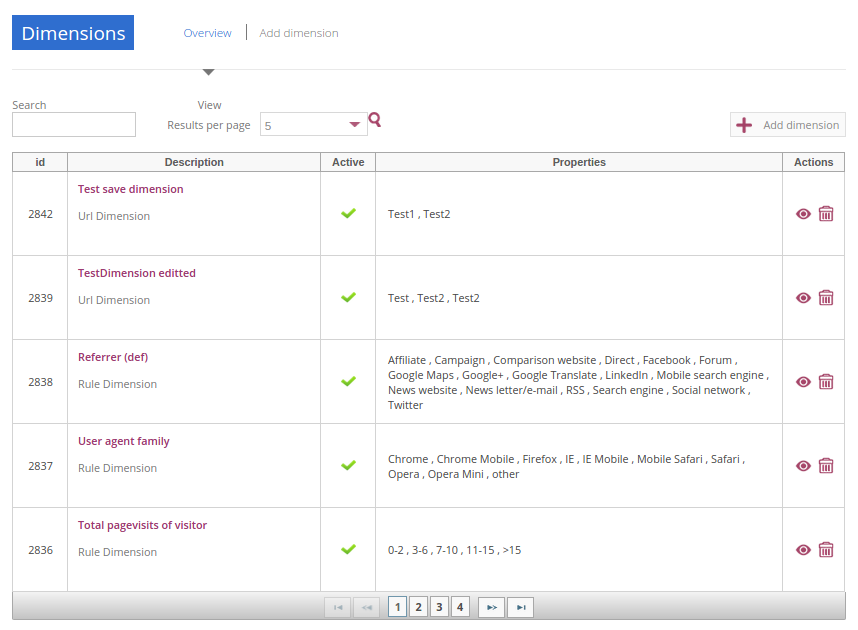 Dimensions
Overview
Add dimension
Search
View
Results per page
5
Add dimension
id Description Active Properties Actions
Test save dimension
2842
Url Dimension
Test1 , Test2
TestDimension editted
2839
Url Dimension
Test , Test2 , Test2
Referrer (def)
2838
Rule Dimension
Affiliate , Campaign , Comparison website , Direct , Facebook , Forum ,
Google Maps , Google+ , Google Translate , LinkedIn , Mobile search engine ,
News website , News letter/e-mail , RSS , Search engine , Social network ,
Twitter
User agent family
2837
Rule Dimension
Chrome , Chrome Mobile , Firefox , IE , IE Mobile , Mobile Safari , Safari ,
Opera , Opera Mini , other
Total pagevisits of visitor
2836
Rule Dimension
0-2 , 3-6 , 7-10 , 11-15 , >15
1 2 3 4